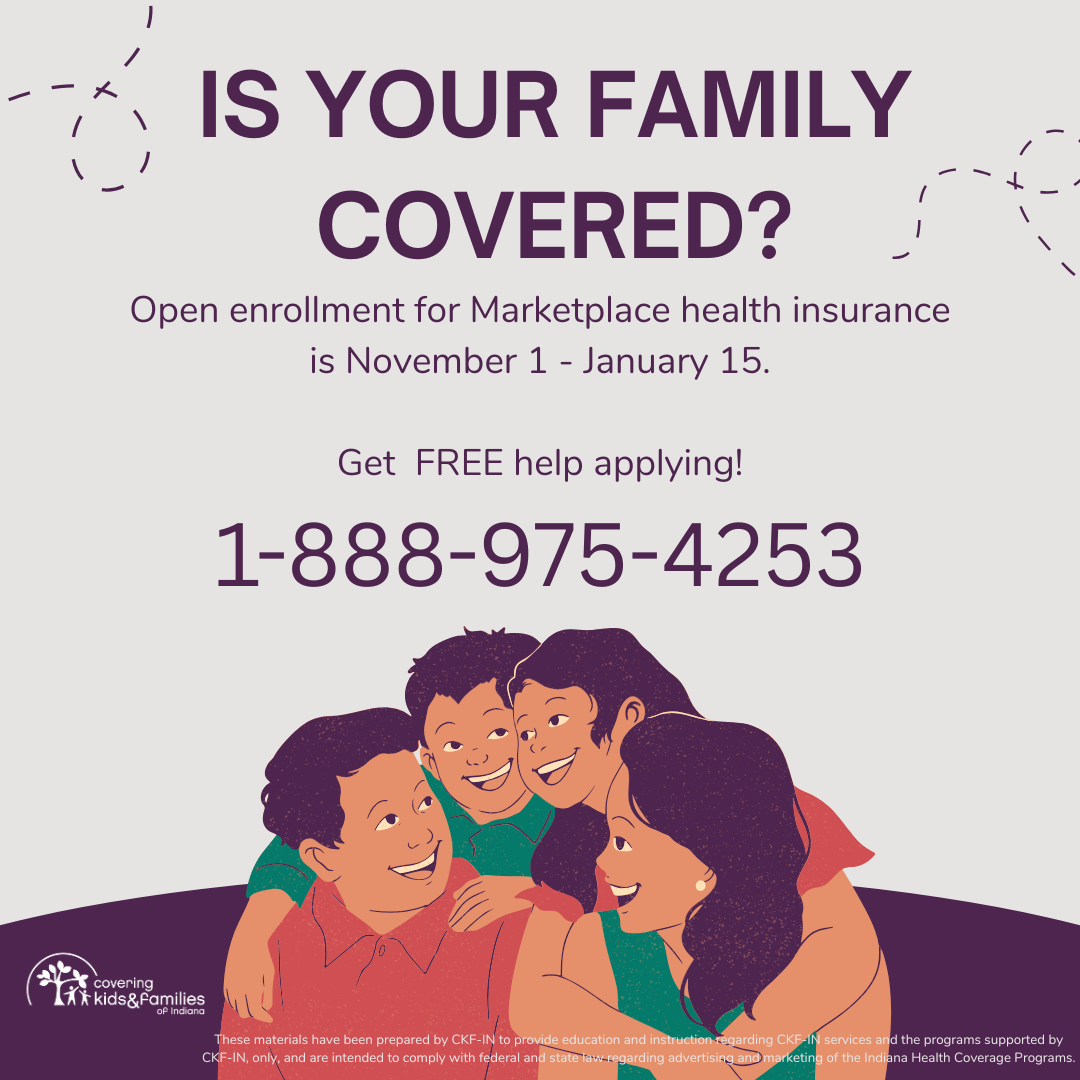 IS YOUR FAMILY
COVERED?
Open enrollment for Marketplace health insurance
is November 1 - January 15.
Get FREE help applying!
1-888-975-4253
covering
kids&families
of Indiana
These materials have been prepared by CKF-IN to provide education and instruction regarding CKF-IN services and the programs supported by
CKF-IN, only, and are intended to comply with federal and state law regarding advertising and marketing of the Indiana Health Coverage Programs.